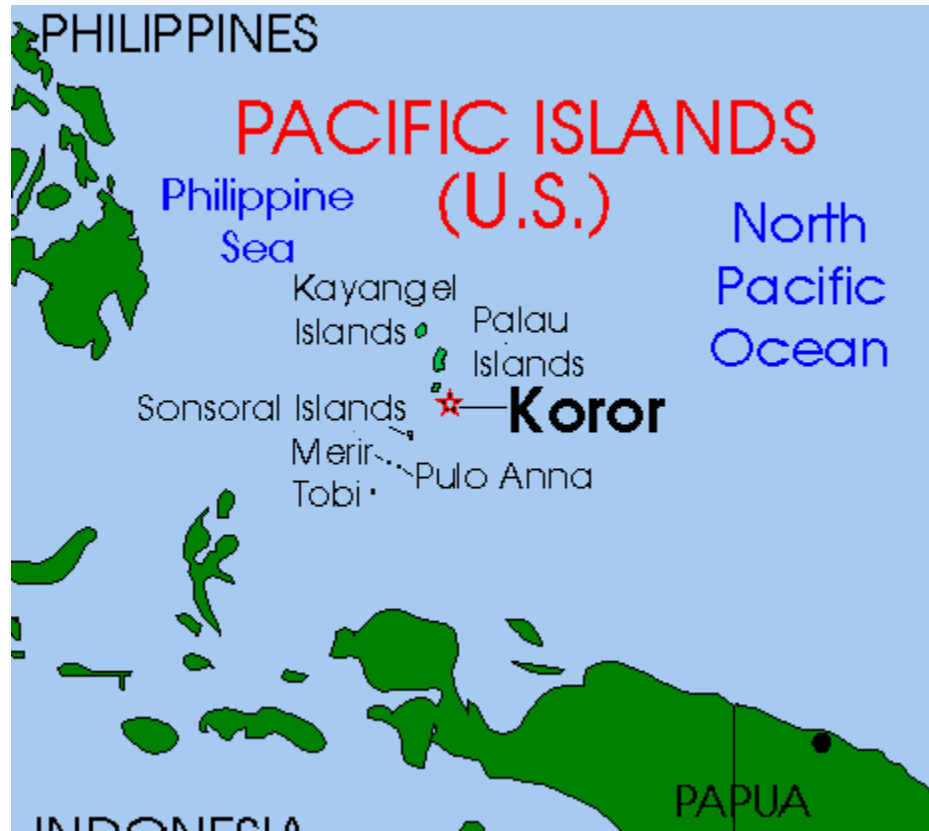 PHILIPPINES
PACIFIC ISLANDS
(U.S.)
Philippine
Sea
North
Pacific
Ocean
Kayangel
Islands
Palau
Islands
Koror
Sonsoral Islands
Merir
Pulo Anna
Tobi
PAPUA
INDONESIA